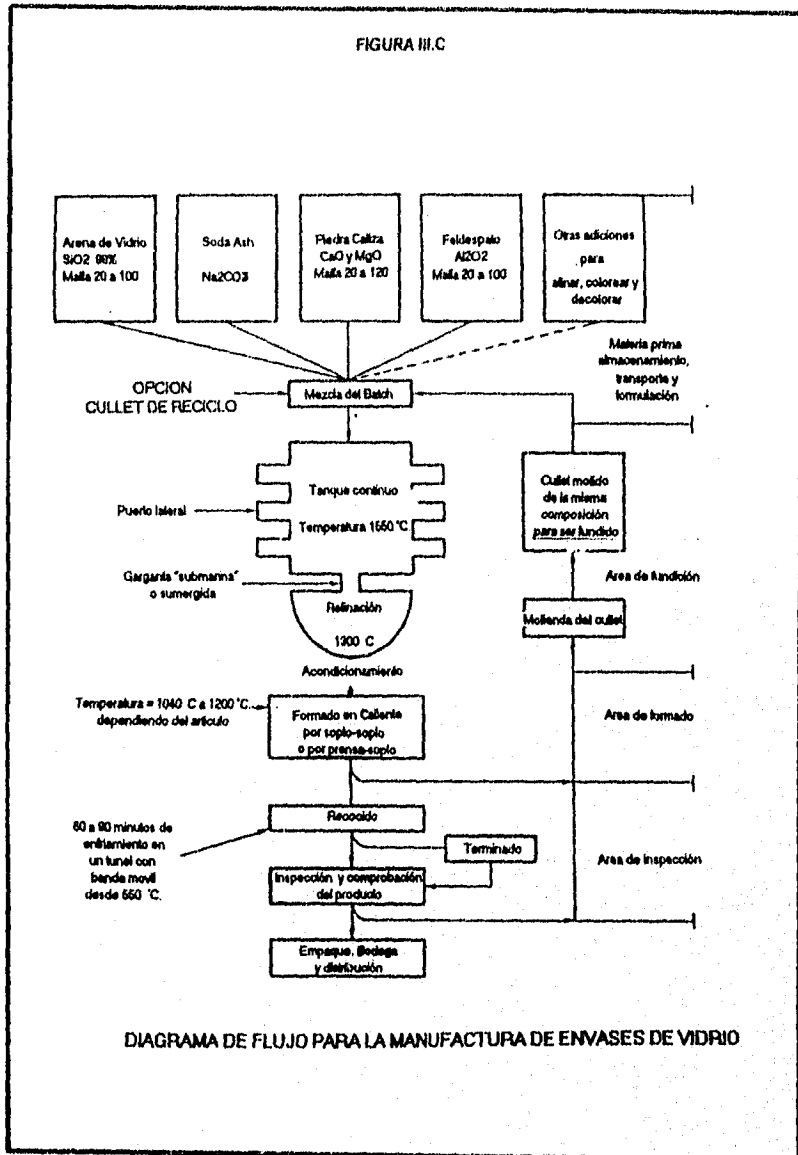 FIGURA III.C
Arena de Vidrio
SiO2 98%
Malla 20 a 100
Soda Ash
Na2CO3
Piedra Caliza
CaO y MgO
Malla 20 a 120
Feldespato
Al2O2
Malla 20 a 100
Otras adiciones
para
afinar, colorear y
decolorar
Materia prima
almacenamiento,
transporte y
formulación
OPCION
CULLET DE RECICLO
Mezcla del Batch
Tanque contínuo
Temperatura 1550 °C
Puerto lateral
Cullet molido
de la misma
composición
para ser fundido
Garganta "submarina"
o sumergida
Refinación
1300 C
Area de fundición
Molienda del cullet
Acondicionamiento
Temperatura = 1040 C a 1200 °C.
dependiendo del articulo
Formado en Caliente
por soplo-soplo
o por prensa-soplo
Area de formado
Recocido
60 a 90 minutos de
enfriamiento en
un tunel con
banda movil
desde 550 °C.
Terminado
Inspección y comprobación
del producto
Area de inspección
Empaque, Bodega
y distribución
DIAGRAMA DE FLUJO PARA LA MANUFACTURA DE ENVASES DE VIDRIO